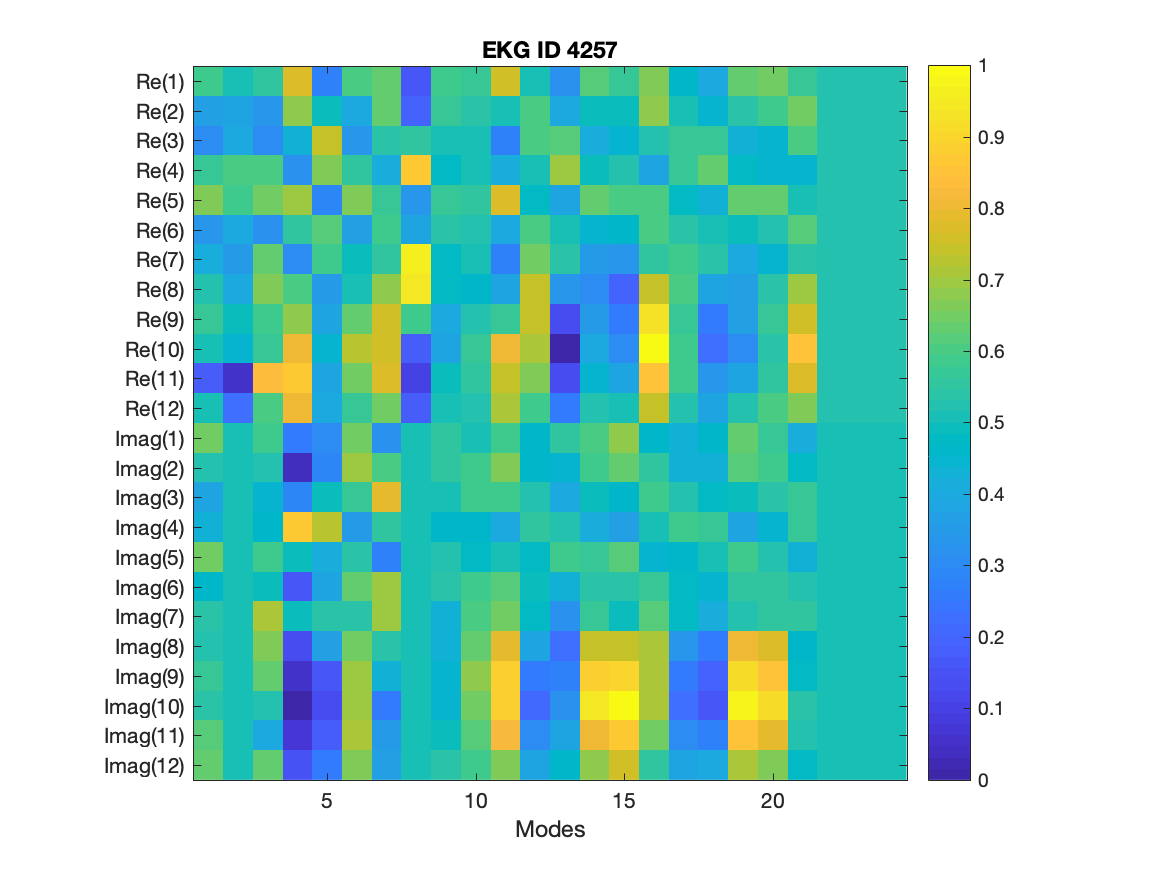 EKG ID 4257
Re(1)
Re(2)
Re(3)
Re(4)
Re(5)
Re(6)
Re(7)
Re(8)
Re(9)
Re(10)
Re(11)
Re(12)
Imag(1)
Imag(2)
Imag(3)
Imag(4)
Imag(5)
Imag(6)
Imag(7)
Imag(8)
Imag(9)
Imag(10)
Imag(11)
Imag(12)
5 10 15 20
Modes
1
0.9
0.8
0.7
0.6
0.5
0.4
0.3
0.2
0.1
0